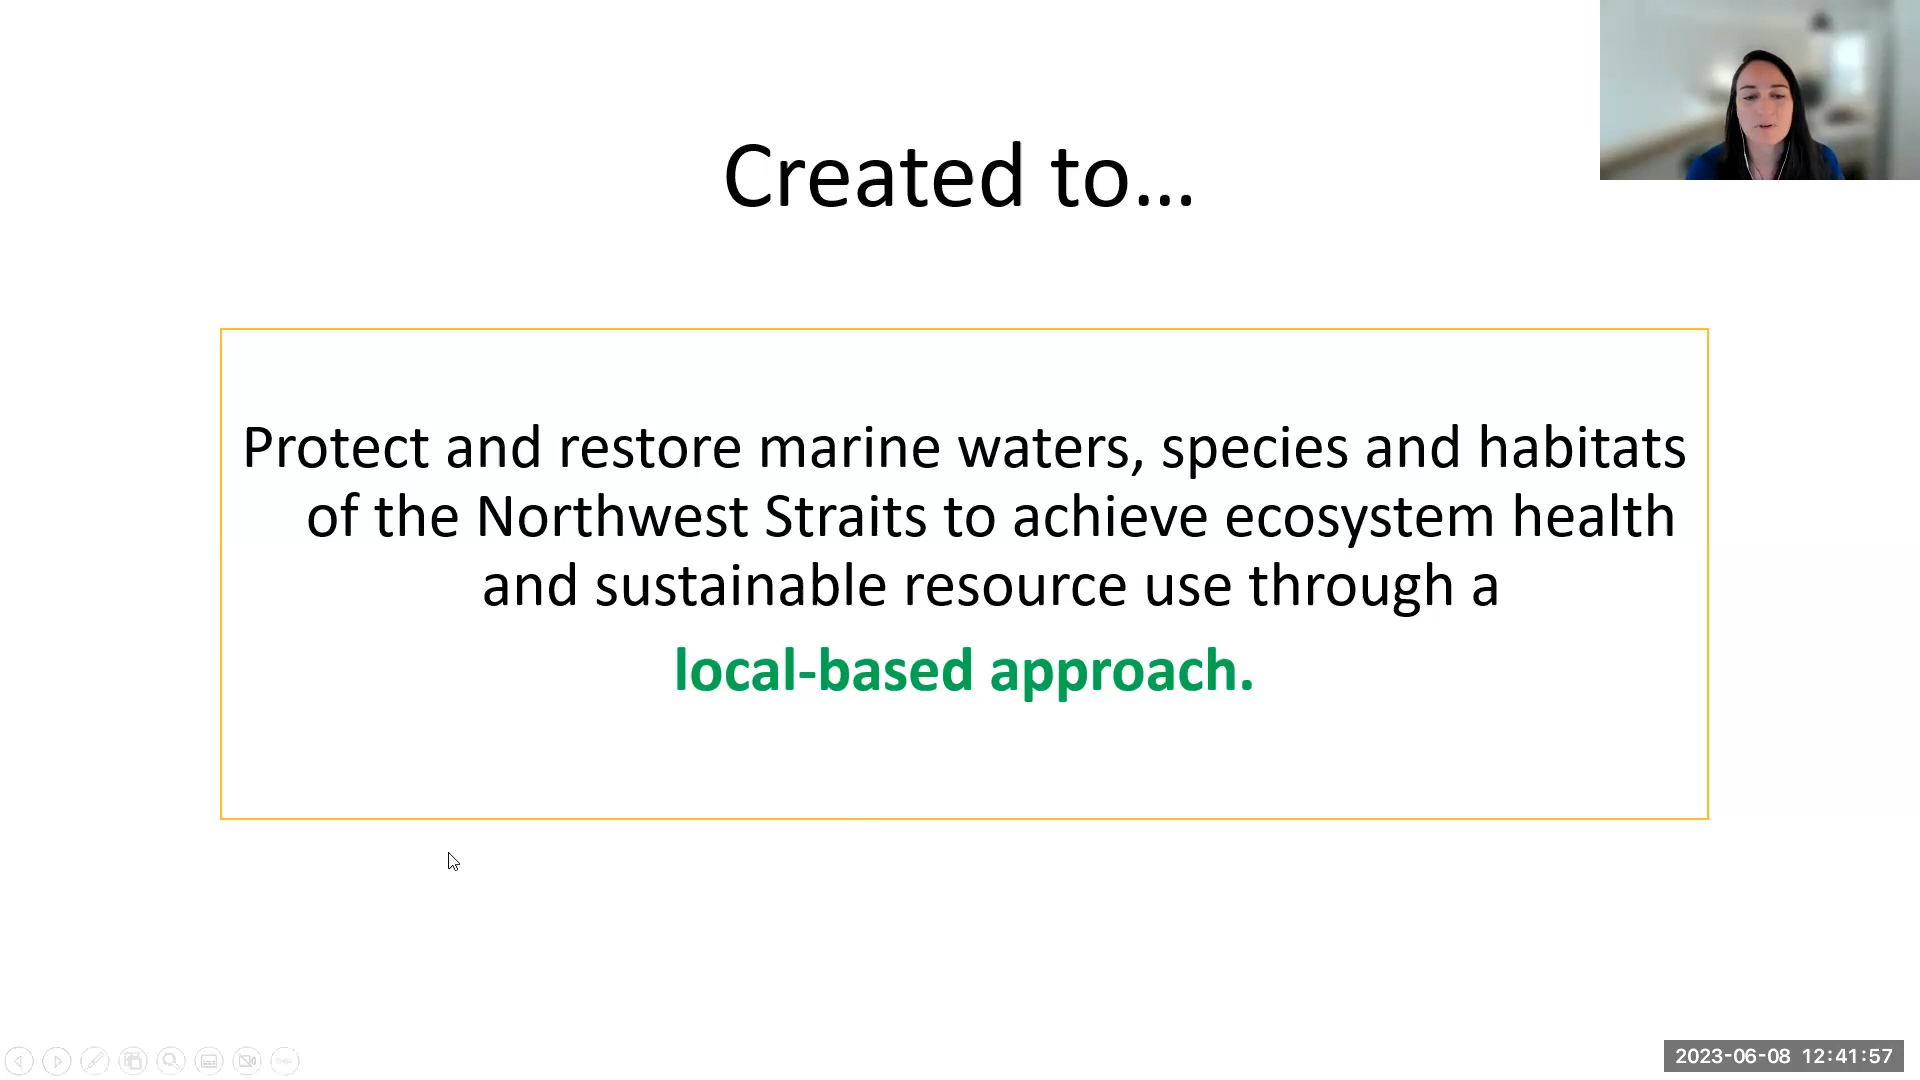 Created to…
Protect and restore marine waters, species and habitats
of the Northwest Straits to achieve ecosystem health
and sustainable resource use through a
local-based approach.
2023-06-08 12:41:57